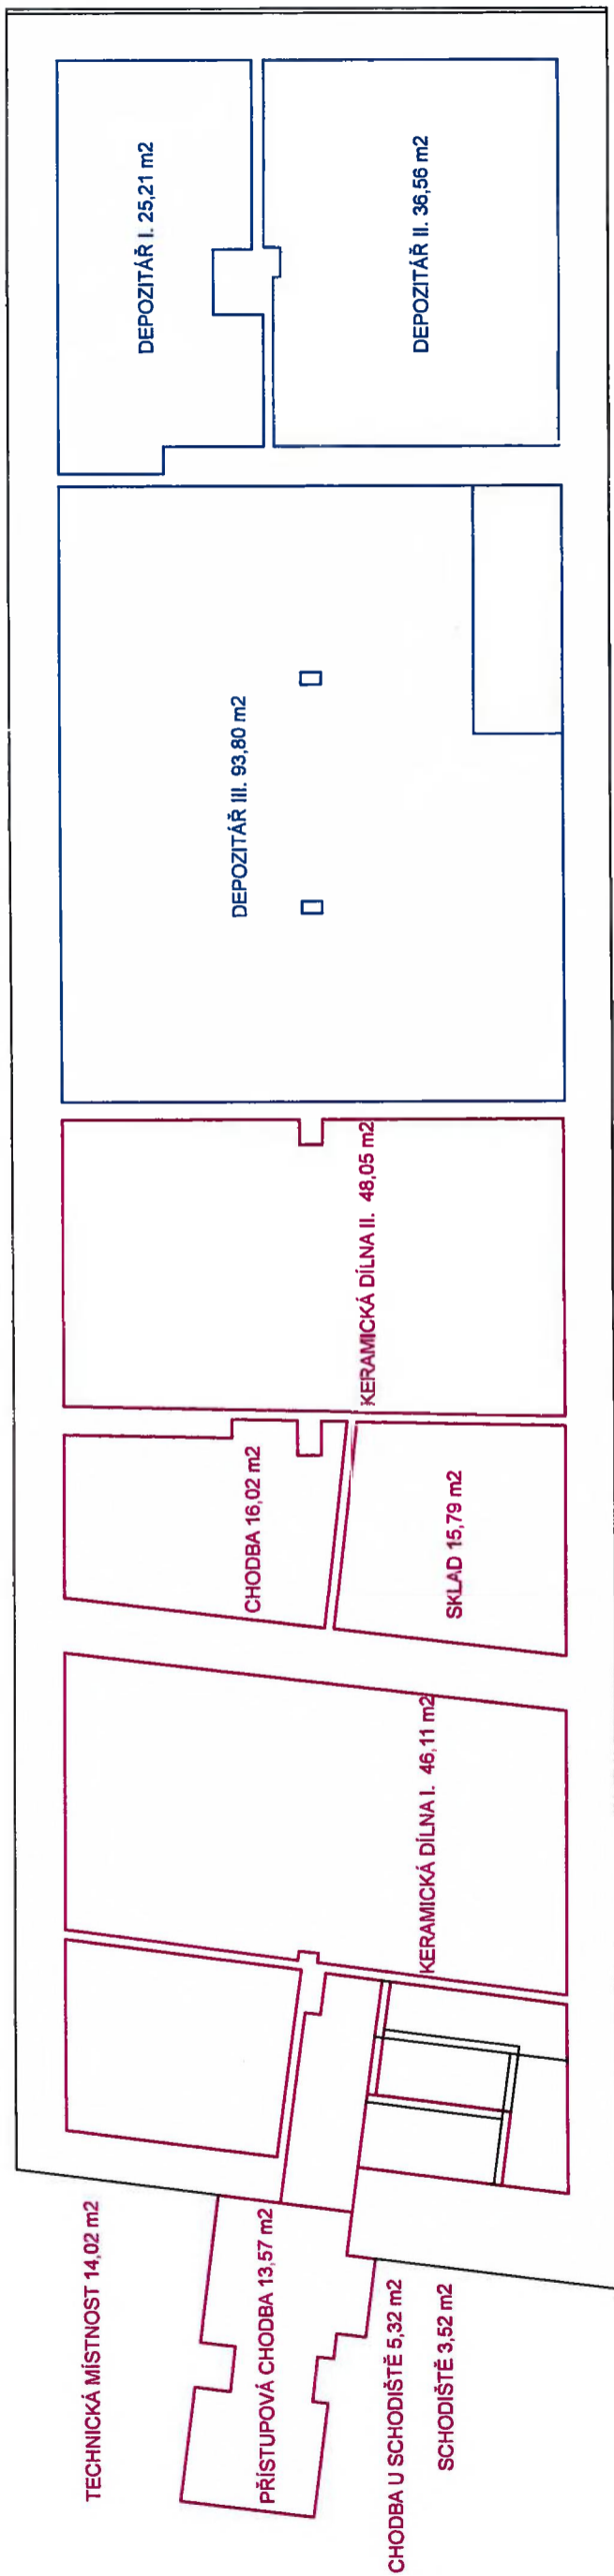 TECHNICKÁ MÍSTNOST 14,02 m2
PŘÍSTUPOVÁ CHODBA 13,57 m2
CHODBA U SCHODIŠTĚ 5,32 m2
SCHODIŠTĚ 3,52 m2
KERAMICKÁ DÍLNA I. 46,11 m2
CHODBA 16,02 m2
SKLAD 15,79 m2
KERAMICKÁ DÍLNA II. 48,05 m2
DEPOZITÁŘ III. 93,80 m2
DEPOZITÁŘ I. 25,21 m2
DEPOZITÁŘ II. 36,56 m2